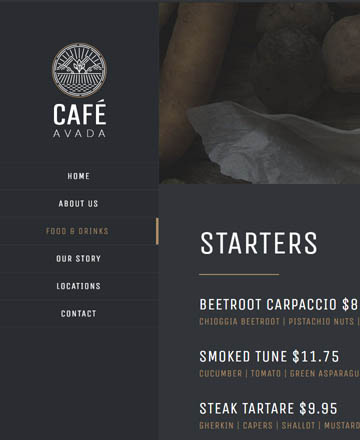 CAFÉ
AVADA
HOME
ABOUT US
FOOD & DRINKS
OUR STORY
LOCATIONS
CONTACT
STARTERS
BEETROOT CARPACCIO $8
CHIOGGIA BEETROOT | PISTACHIO NUTS |
SMOKED TUNE $11.75
CUCUMBER | TOMATO | GREEN ASPARAGU
STEAK TARTARE $9.95
GHERKIN | CAPERS | SHALLOT | MUSTARD